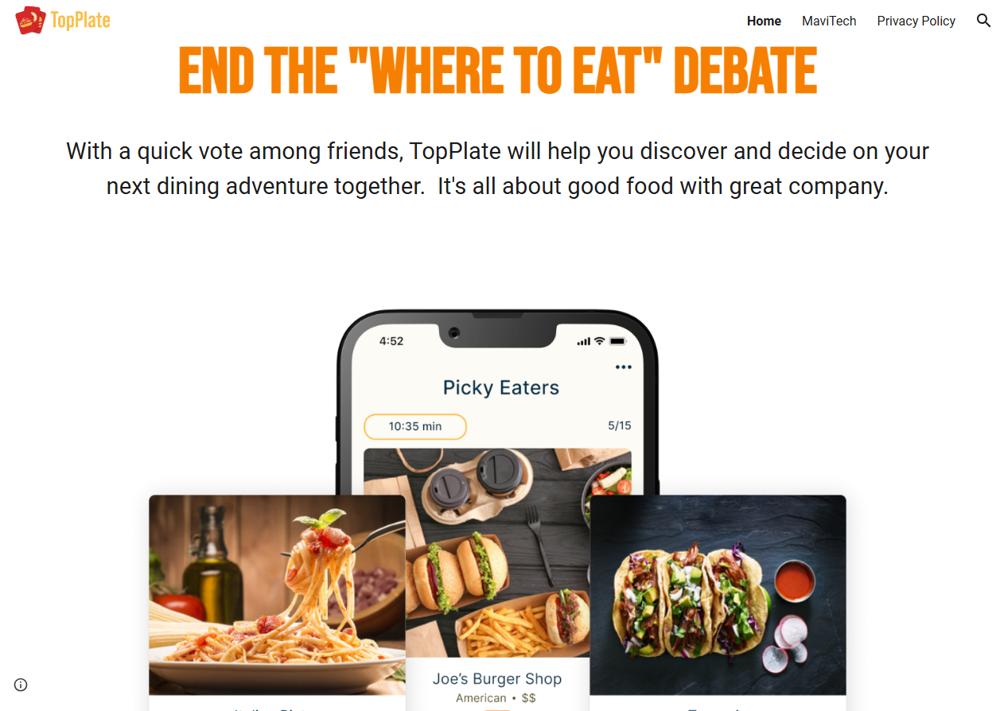 TopPlate
Home MaviTech Privacy Policy
END THE "WHERE TO EAT" DEBATE
With a quick vote among friends, TopPlate will help you discover and decide on your
next dining adventure together. It's all about good food with great company.
4:52
Picky Eaters
10:35 min 5/15
Joe's Burger Shop
American • $$